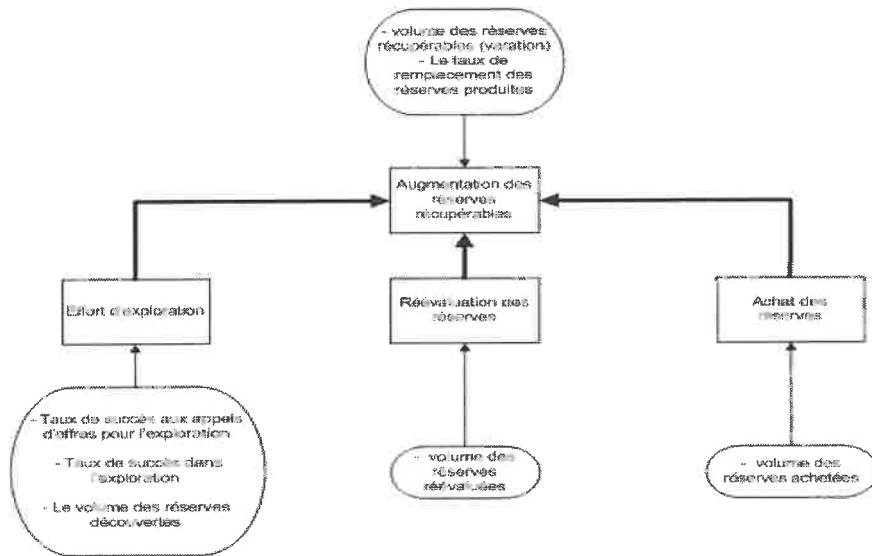 - volume des réserves
récupérables (varation)
- Le taux de
remplacement des
réserves produites
Augmentation des
réserves
récupérables
Effort d'exploration
Réévaluation des
réserves
Achat des
réserves
- Taux de succès aux appels
d'offres pour l'exploration
- Taux de succès dans
l'exploration
- Le volume des réserves
découvertes
- volume des
réserves
réévaluées
- volume des
réserves achetées